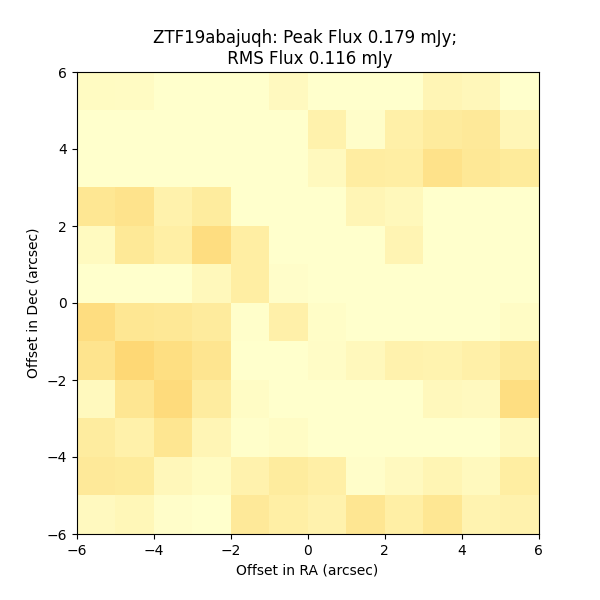 ZTF19abajuqh: Peak Flux 0.179 mJy;
RMS Flux 0.116 mJy
6
4
2
0
−2
−4
−6
Offset in Dec (arcsec)
−6 −4 −2 0 2 4 6
Offset in RA (arcsec)